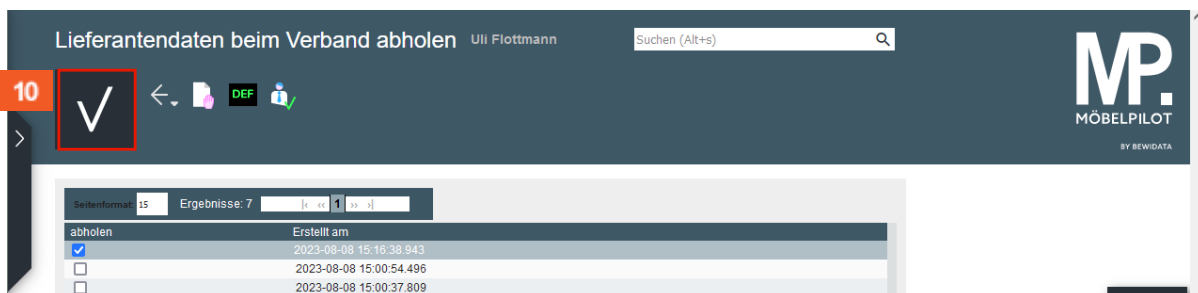 Lieferantendaten beim Verband abholen Uli Flottmann
Suchen (Alt+s)
10
DEF
MP.
MÖBELPILOT
BY BEWIDATA
Seitenformat: 15 Ergebnisse: 7 |‹ ‹‹ 1 ›› ›|
abholen Erstellt am
2023-08-08 15:16:38.943
2023-08-08 15:00:54.496
2023-08-08 15:00:37.809